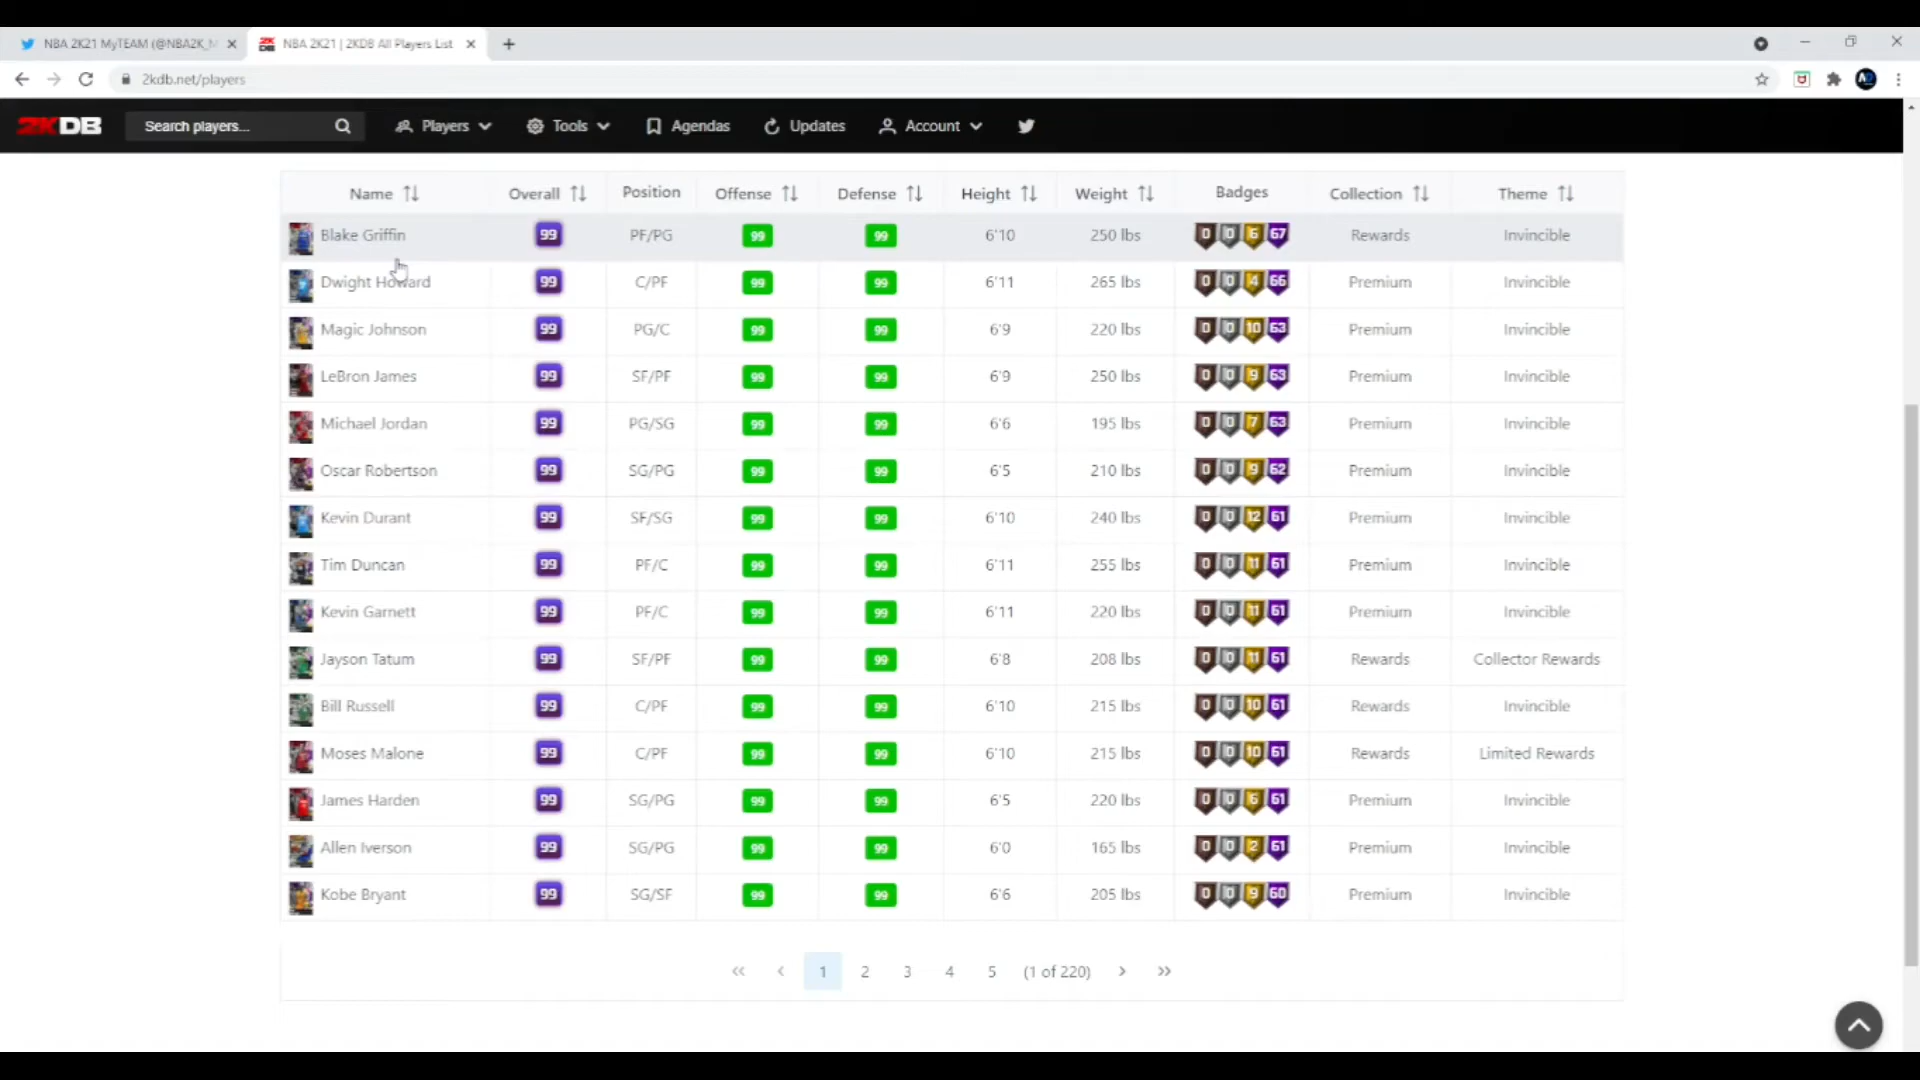 NBA 2K21 MyTEAM (@NBA2K_M
NBA 2K21 | 2KDB All Players List
2kdb.net/players
2KDB Search players... Players Tools Agendas Updates Account
Name Overall Position Offense Defense Height Weight Badges Collection Theme
Blake Griffin 99 PF/PG 99 99 6'10 250 lbs 0 0 6 67 Rewards Invincible
Dwight Howard 99 C/PF 99 99 6'11 265 lbs 0 0 4 66 Premium Invincible
Magic Johnson 99 PG/C 99 99 6'9 220 lbs 0 0 10 63 Premium Invincible
LeBron James 99 SF/PF 99 99 6'9 250 lbs 0 0 9 63 Premium Invincible
Michael Jordan 99 PG/SG 99 99 6'6 195 lbs 0 0 7 63 Premium Invincible
Oscar Robertson 99 SG/PG 99 99 6'5 210 lbs 0 0 9 62 Premium Invincible
Kevin Durant 99 SF/SG 99 99 6'10 240 lbs 0 0 12 61 Premium Invincible
Tim Duncan 99 PF/C 99 99 6'11 255 lbs 0 0 11 61 Premium Invincible
Kevin Garnett 99 PF/C 99 99 6'11 220 lbs 0 0 11 61 Premium Invincible
Jayson Tatum 99 SF/PF 99 99 6'8 208 lbs 0 0 11 61 Rewards Collector Rewards
Bill Russell 99 C/PF 99 99 6'10 215 lbs 0 0 10 61 Rewards Invincible
Moses Malone 99 C/PF 99 99 6'10 215 lbs 0 0 10 61 Rewards Limited Rewards
James Harden 99 SG/PG 99 99 6'5 220 lbs 0 0 6 61 Premium Invincible
Allen Iverson 99 SG/PG 99 99 6'0 165 lbs 0 0 2 61 Premium Invincible
Kobe Bryant 99 SG/SF 99 99 6'6 205 lbs 0 0 9 60 Premium Invincible
« ‹ 1 2 3 4 5 (1 of 220) › »